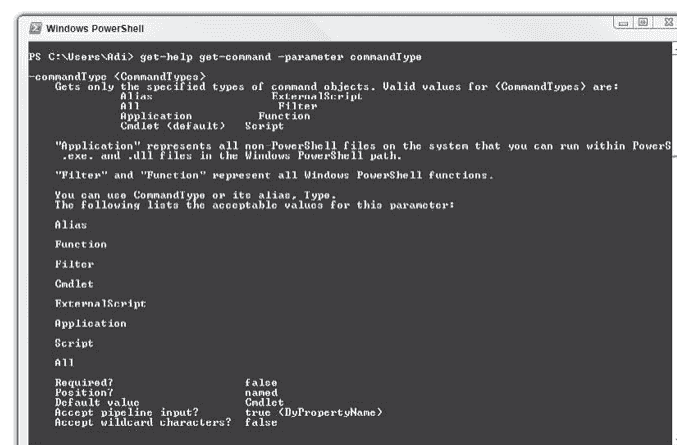 Windows PowerShell
PS C:\Users\Adi> get-help get-command -parameter commandType
-commandType <CommandTypes>
Gets only the specified types of command objects. Valid values for <CommandTypes> are:
Alias ExternalScript
All Filter
Application Function
Cmdlet (default) Script
"Application" represents all non-PowerShell files on the system that you can run within PowerS
.exe. and .dll files in the Windows PowerShell path.
"Filter" and "Function" represent all Windows PowerShell functions.
You can use CommandType or its alias, Type.
The following lists the acceptable values for this parameter:
Alias
Function
Filter
Cmdlet
ExternalScript
Application
Script
All
Required? false
Position? named
Default value Cmdlet
Accept pipeline input? true (ByPropertyName)
Accept wildcard characters? false